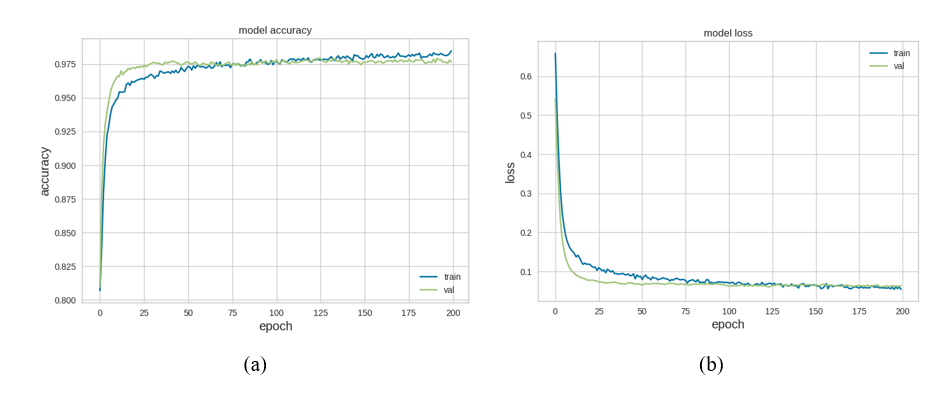 model accuracy
accuracy
0.975
0.950
0.925
0.900
0.875
0.850
0.825
0.800
train
val
0 25 50 75 100 125 150 175 200
epoch
(a)
model loss
loss
0.6
0.5
0.4
0.3
0.2
0.1
train
val
0 25 50 75 100 125 150 175 200
epoch
(b)